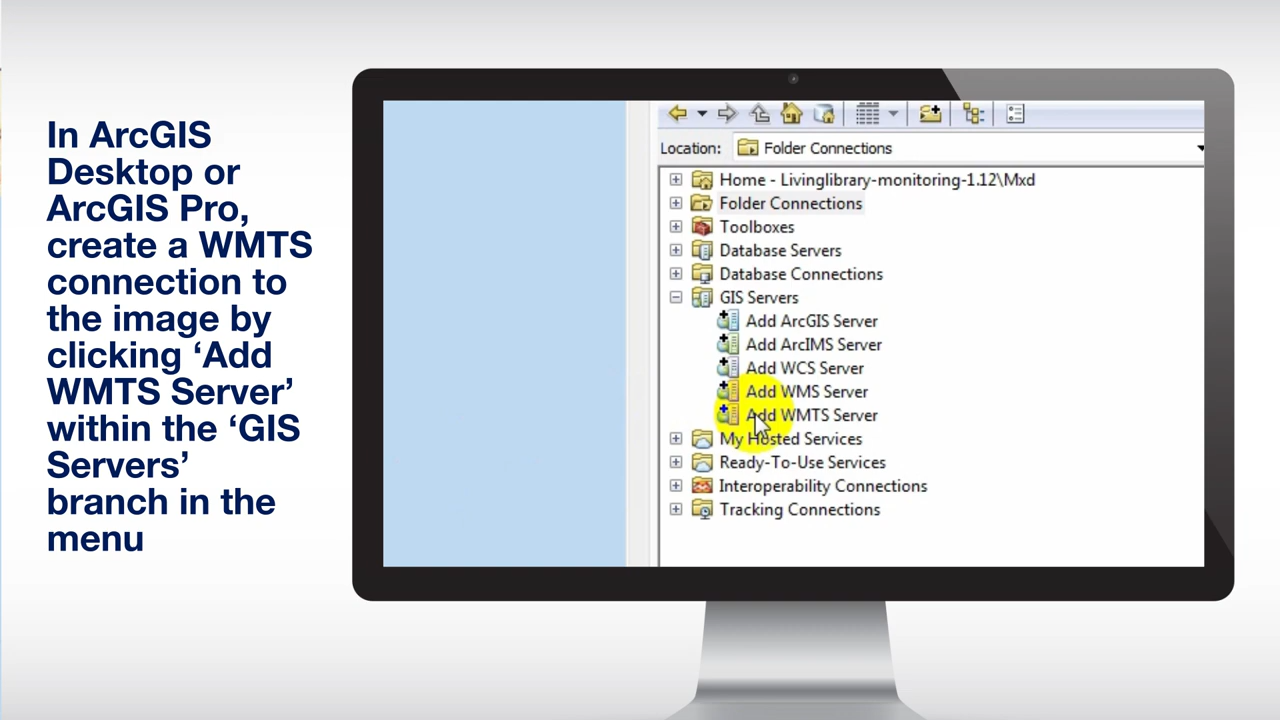 In ArcGIS
Desktop or
ArcGIS Pro,
create a WMTS
connection to
the image by
clicking ‘Add
WMTS Server’
within the ‘GIS
Servers’
branch in the
menu
Location: Folder Connections
Home - Livinglibrary-monitoring-1.12\Mxd
Folder Connections
Toolboxes
Database Servers
Database Connections
GIS Servers
Add ArcGIS Server
Add ArcIMS Server
Add WCS Server
Add WMS Server
Add WMTS Server
My Hosted Services
Ready-To-Use Services
Interoperability Connections
Tracking Connections